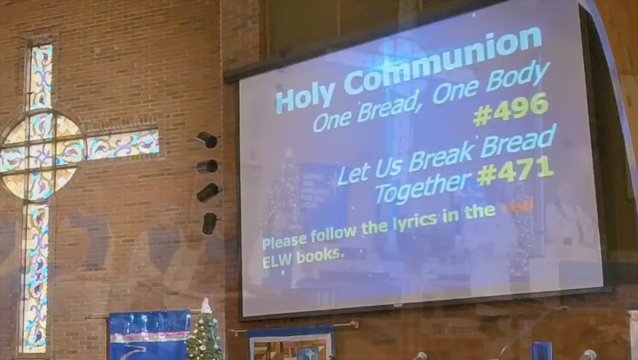 Holy Communion
One Bread, One Body
#496
Let Us Break Bread
Together #471
Please follow the lyrics in the red
ELW books.